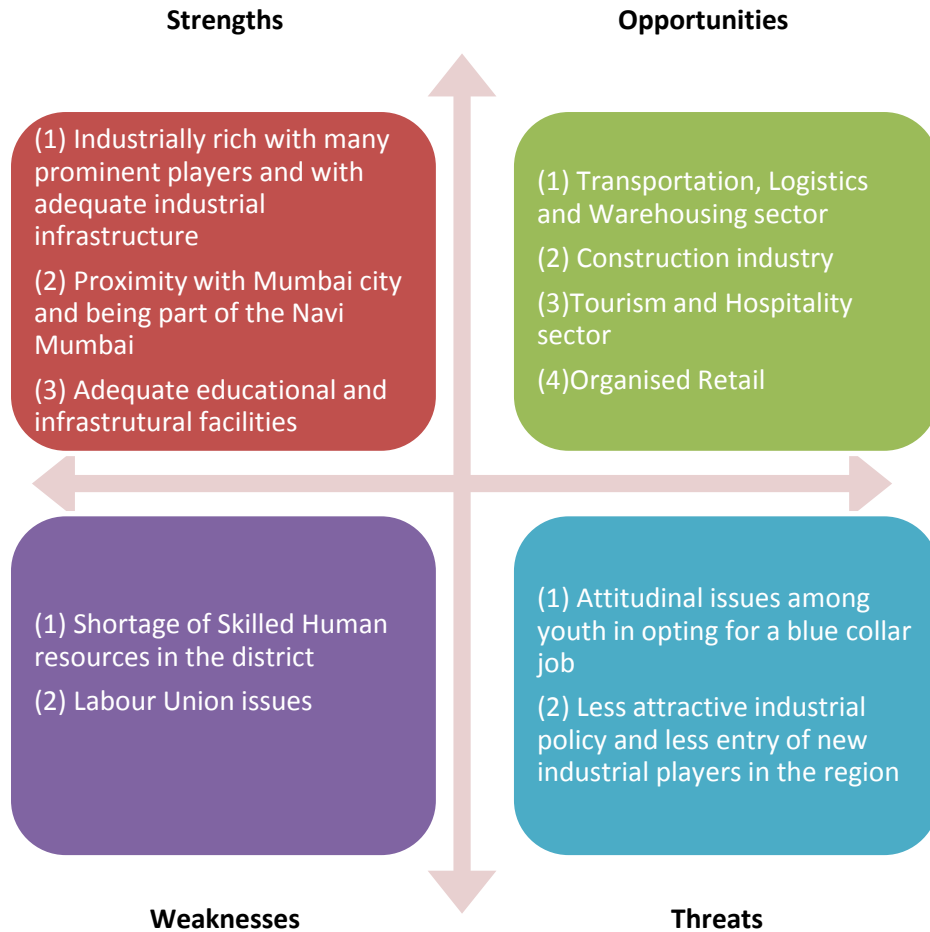 Strengths
Opportunities
(1) Industrially rich with many
prominent players and with
adequate industrial
infrastructure
(2) Proximity with Mumbai city
and being part of the Navi
Mumbai
(3) Adequate educational and
infrastrutural facilities
(1) Transportation, Logistics
and Warehousing sector
(2) Construction industry
(3)Tourism and Hospitality
sector
(4)Organised Retail
(1) Shortage of Skilled Human
resources in the district
(2) Labour Union issues
(1) Attitudinal issues among
youth in opting for a blue collar
job
(2) Less attractive industrial
policy and less entry of new
industrial players in the region
Weaknesses
Threats